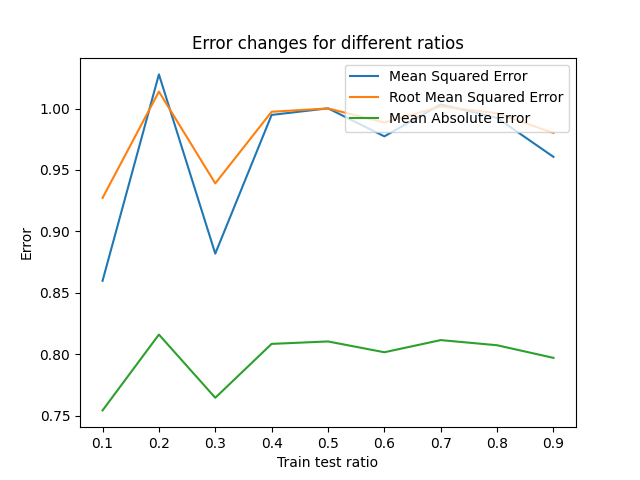 Error changes for different ratios
Mean Squared Error
Root Mean Squared Error
Mean Absolute Error
1.00
0.95
0.90
0.85
0.80
0.75
Error
0.1 0.2 0.3 0.4 0.5 0.6 0.7 0.8 0.9
Train test ratio